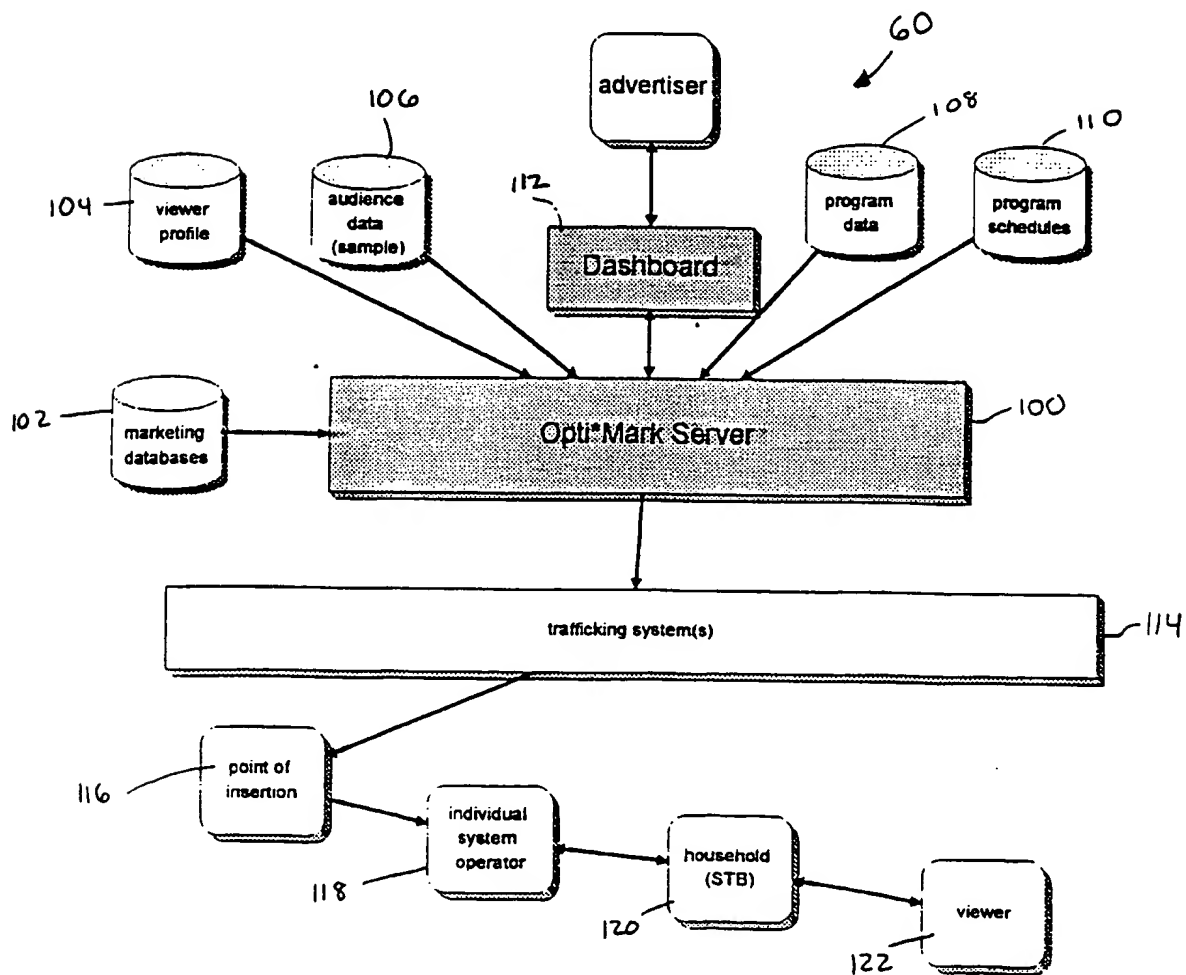 60
advertiser
106
108
110
104
viewer
profile
audience
data
(sample)
112
program
data
program
schedules
Dashboard
102
marketing
databases
Opti*Mark Server
100
trafficking system(s)
114
116
point of
insertion
individual
system
operator
118
household
(STB)
120
viewer
122